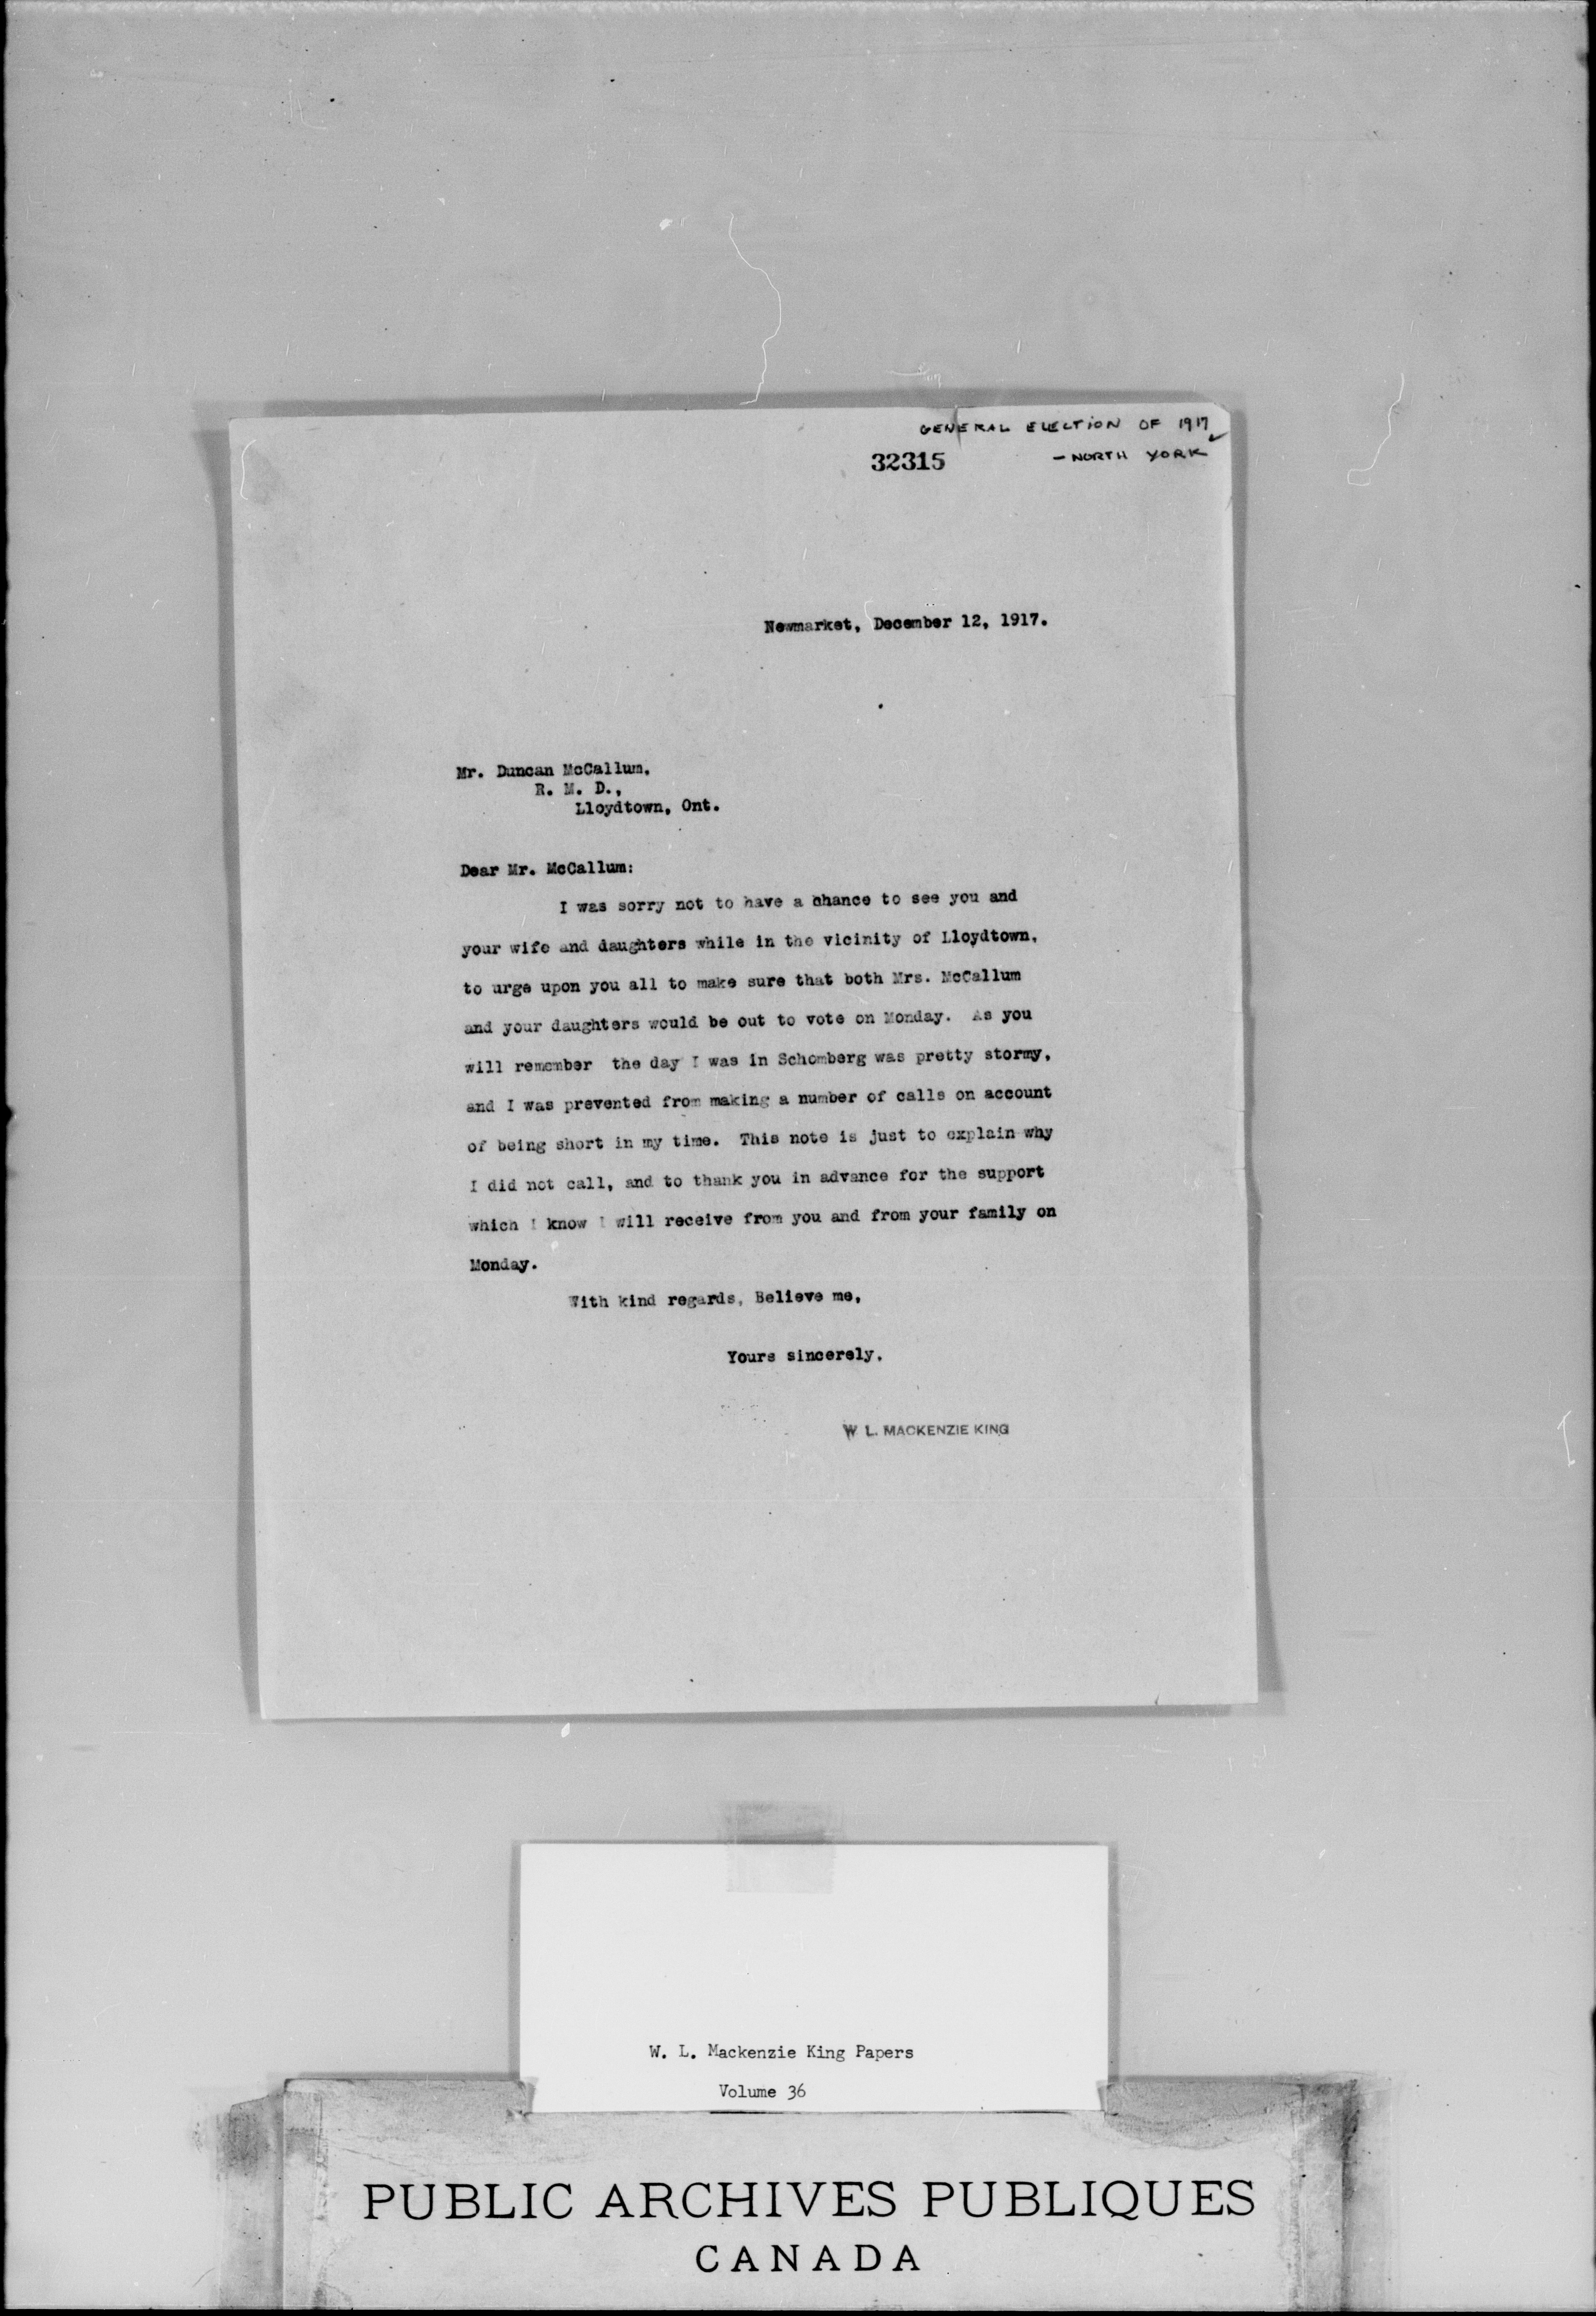 GENERAL ELECTION OF 1917
32315 - NORTH YORK
Newmarket, December 12, 1917.
Mr. Duncan McCallum,
R. M. D.,
Lloydtown, Ont.
Dear Mr. McCallum:
I was sorry not to have a chance to see you and
your wife and daughters while in the vicinity of Lloydtown,
to urge upon you all to make sure that both Mrs. McCallum
and your daughters would be out to vote on Monday. As you
will remember the day I was in Schomberg was pretty stormy,
and I was prevented from making a number of calls on account
of being short in my time. This note is just to explain why
I did not call, and to thank you in advance for the support
which I know I will receive from you and from your family on
Monday.
With kind regards, Believe me,
Yours sincerely,
W L. MACKENZIE KING
W. L. Mackenzie King Papers
Volume 36
PUBLIC ARCHIVES PUBLIQUES
CANADA